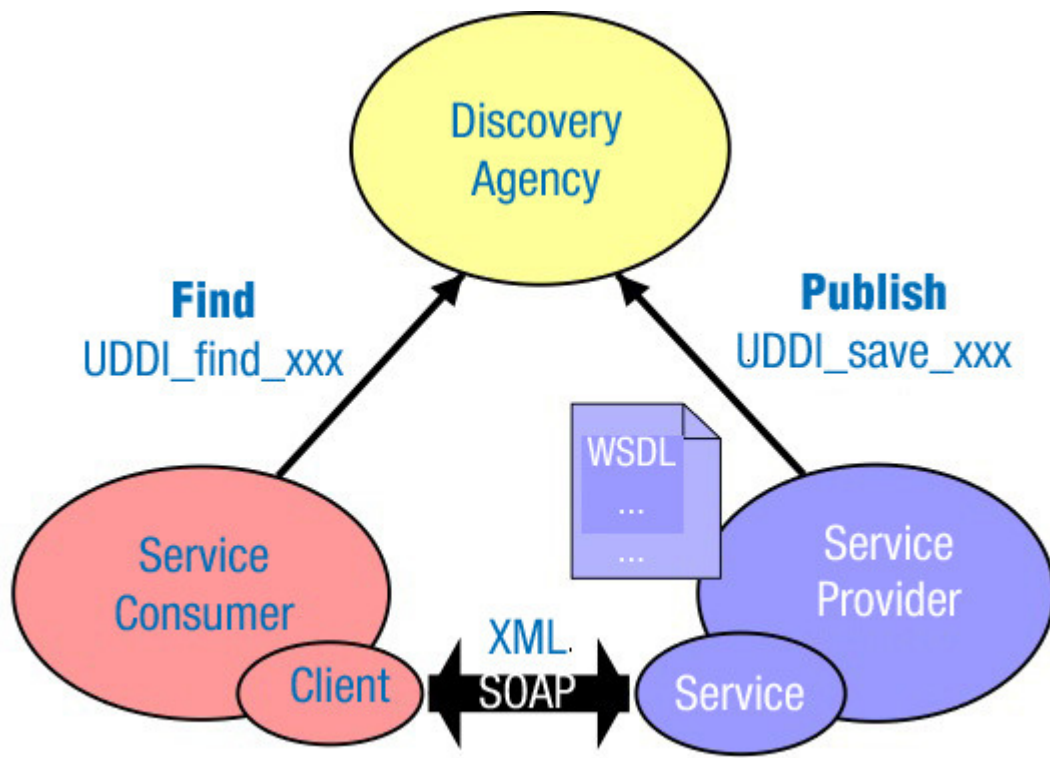 Discovery
Agency
Find
UDDI_find_xxx
Publish
UDDI_save_xxx
WSDL
...
...
Service
Consumer
Service
Provider
XML.
SOAP
Client
Service